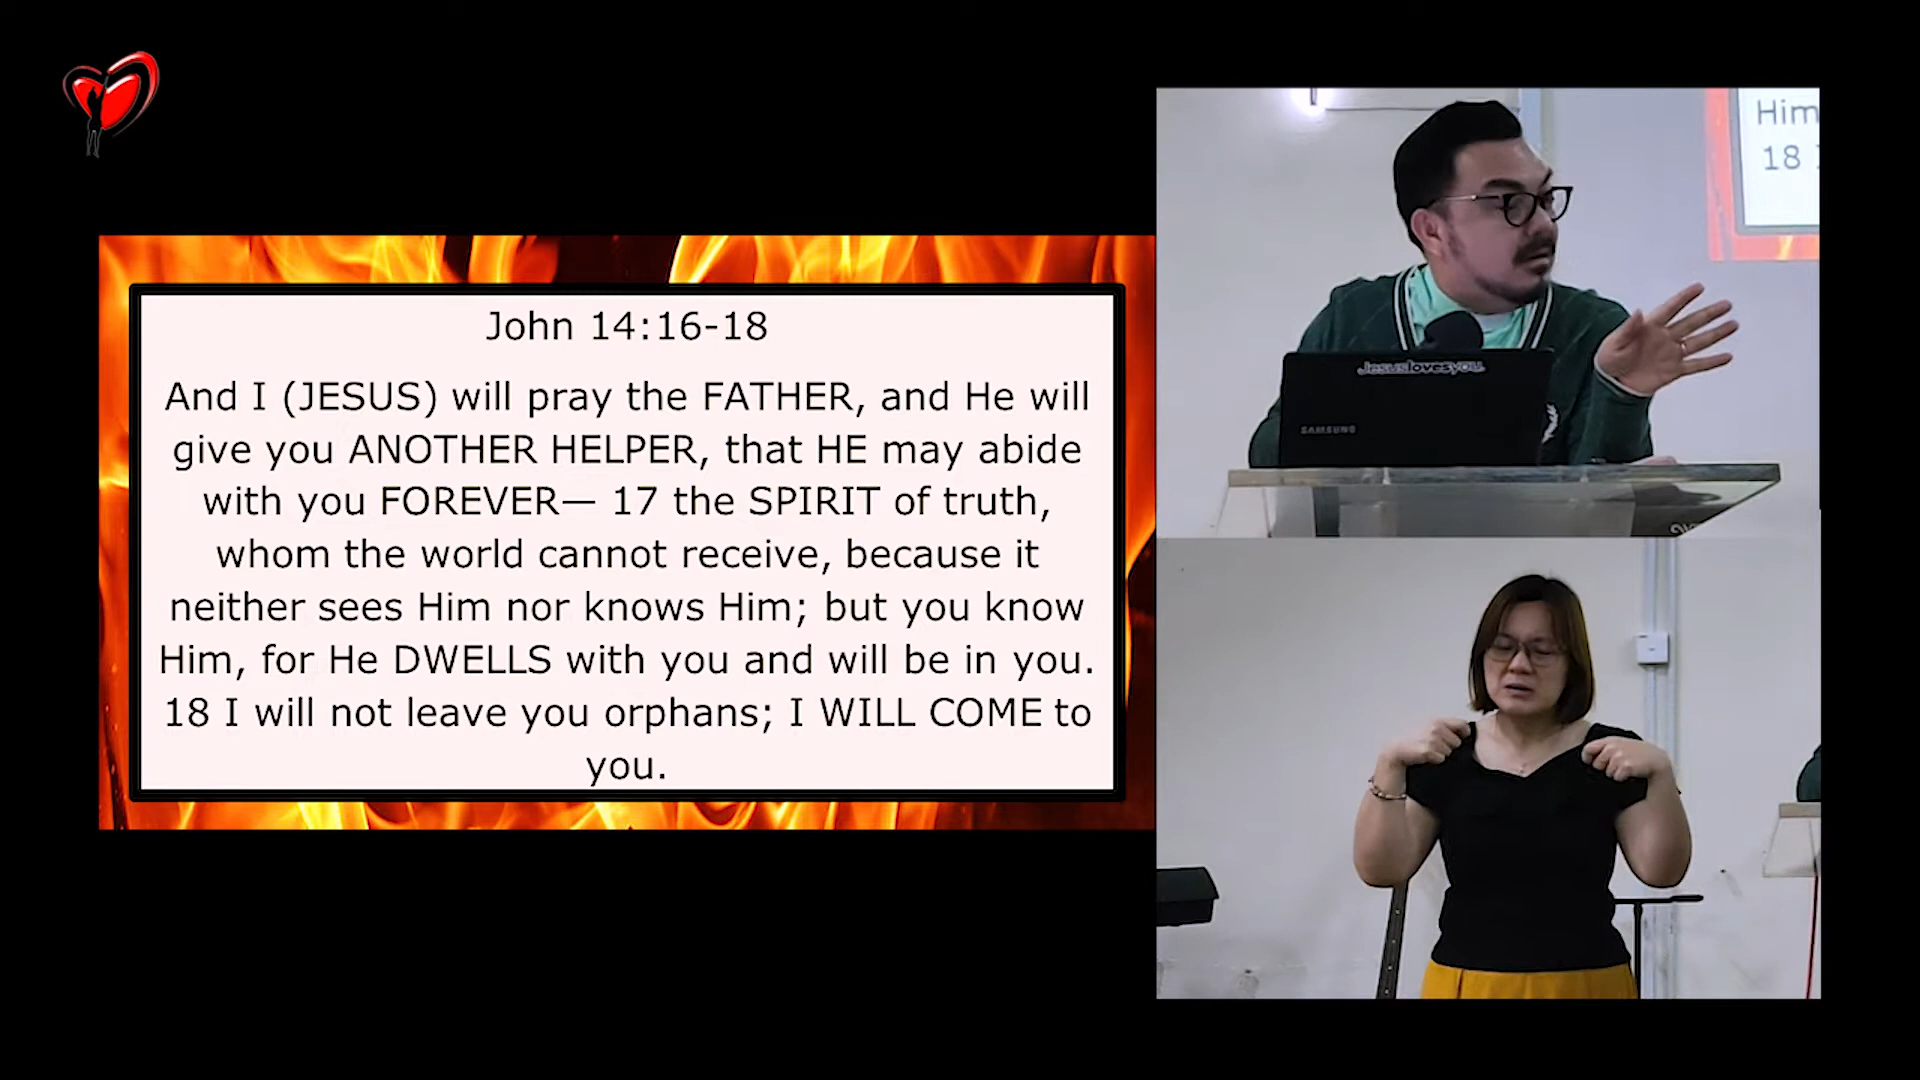 John 14:16-18
And I (JESUS) will pray the FATHER, and He will
give you ANOTHER HELPER, that HE may abide
with you FOREVER— 17 the SPIRIT of truth,
whom the world cannot receive, because it
neither sees Him nor knows Him; but you know
Him, for He DWELLS with you and will be in you.
18 I will not leave you orphans; I WILL COME to
you.
Him
18
Jesuslovesyou.
SAMSUNG